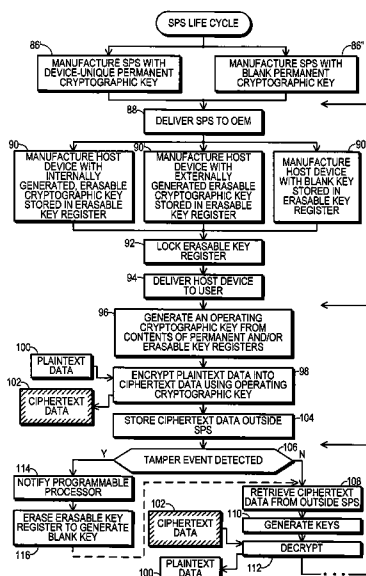 SPS LIFE CYCLE
86'
MANUFACTURE SPS WITH
DEVICE-UNIQUE PERMANENT
CRYPTOGRAPHIC KEY
86"
MANUFACTURE SPS WITH
BLANK PERMANENT
CRYPTOGRAPHIC KEY
88
DELIVER SPS TO OEM
90'
MANUFACTURE HOST
DEVICE WITH
INTERNALLY
GENERATED, ERASABLE
CRYPTOGRAPHIC KEY
STORED IN ERASABLE
KEY REGISTER
90
MANUFACTURE HOST
DEVICE WITH
EXTERNALLY
GENERATED ERASABLE
CRYPTOGRAPHIC KEY
STORED IN ERASABLE
KEY REGISTER
90
MANUFACTURE HOST
DEVICE WITH BLANK KEY
STORED IN
ERASABLE KEY
REGISTER
92
LOCK ERASABLE KEY
REGISTER
94
DELIVER HOST DEVICE
TO USER
96
GENERATE AN OPERATING
CRYPTOGRAPHIC KEY FROM
CONTENTS OF PERMANENT AND/OR
ERASABLE KEY REGISTERS
100
PLAINTEXT
DATA
98
ENCRYPT PLAINTEXT DATA INTO
CIPHERTEXT DATA USING OPERATING
CRYPTOGRAPHIC KEY
102
CIPHERTEXT
DATA
104
STORE CIPHERTEXT DATA OUTSIDE
SPS
106
Y
TAMPER EVENT DETECTED
N
114
NOTIFY PROGRAMMABLE
PROCESSOR
ERASE ERASABLE KEY
REGISTER TO GENERATE
BLANK KEY
116
108
RETRIEVE CIPHERTEXT
DATA FROM OUTSIDE SPS
110
GENERATE KEYS
102
CIPHERTEXT
DATA
DECRYPT
112
100
PLAINTEXT
DATA